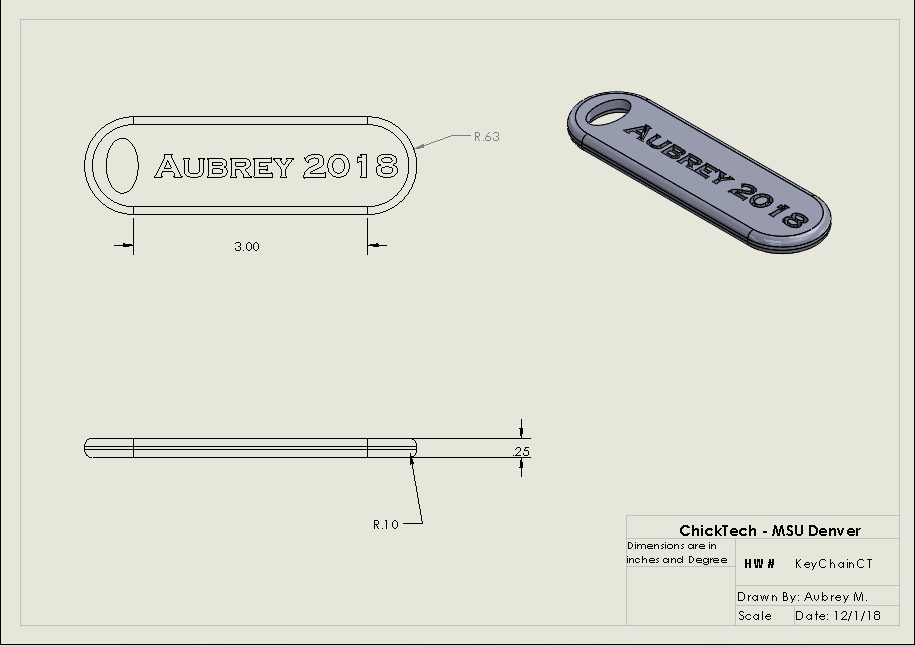 R.63
AUBREY 2018
3.00
AUBREY 2018
.25
R.10
ChickTech - MSU Denver
Dimensions are in
inches and Degree
HW# KeyChainCT
Drawn By: Aubrey M.
Scale Date: 12/1/18